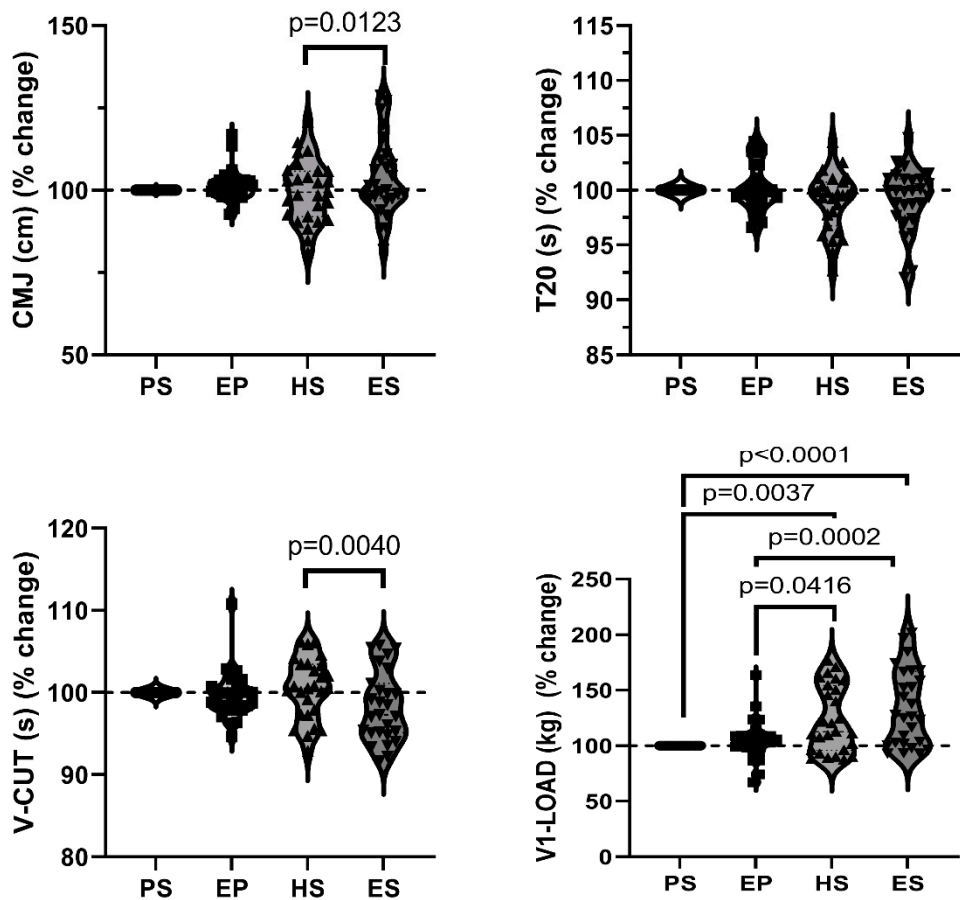 CMJ (cm) (% change)
150
100
50
p=0.0123
PS EP HS ES
T20 (s) (% change)
115
110
105
100
95
90
85
PS EP HS ES
V-CUT (s) (% change)
120
110
100
90
80
p=0.0040
PS EP HS ES
V1-LOAD (kg) (% change)
p<0.0001
p=0.0037
p=0.0002
p=0.0416
250
200
150
100
50
0
PS EP HS ES